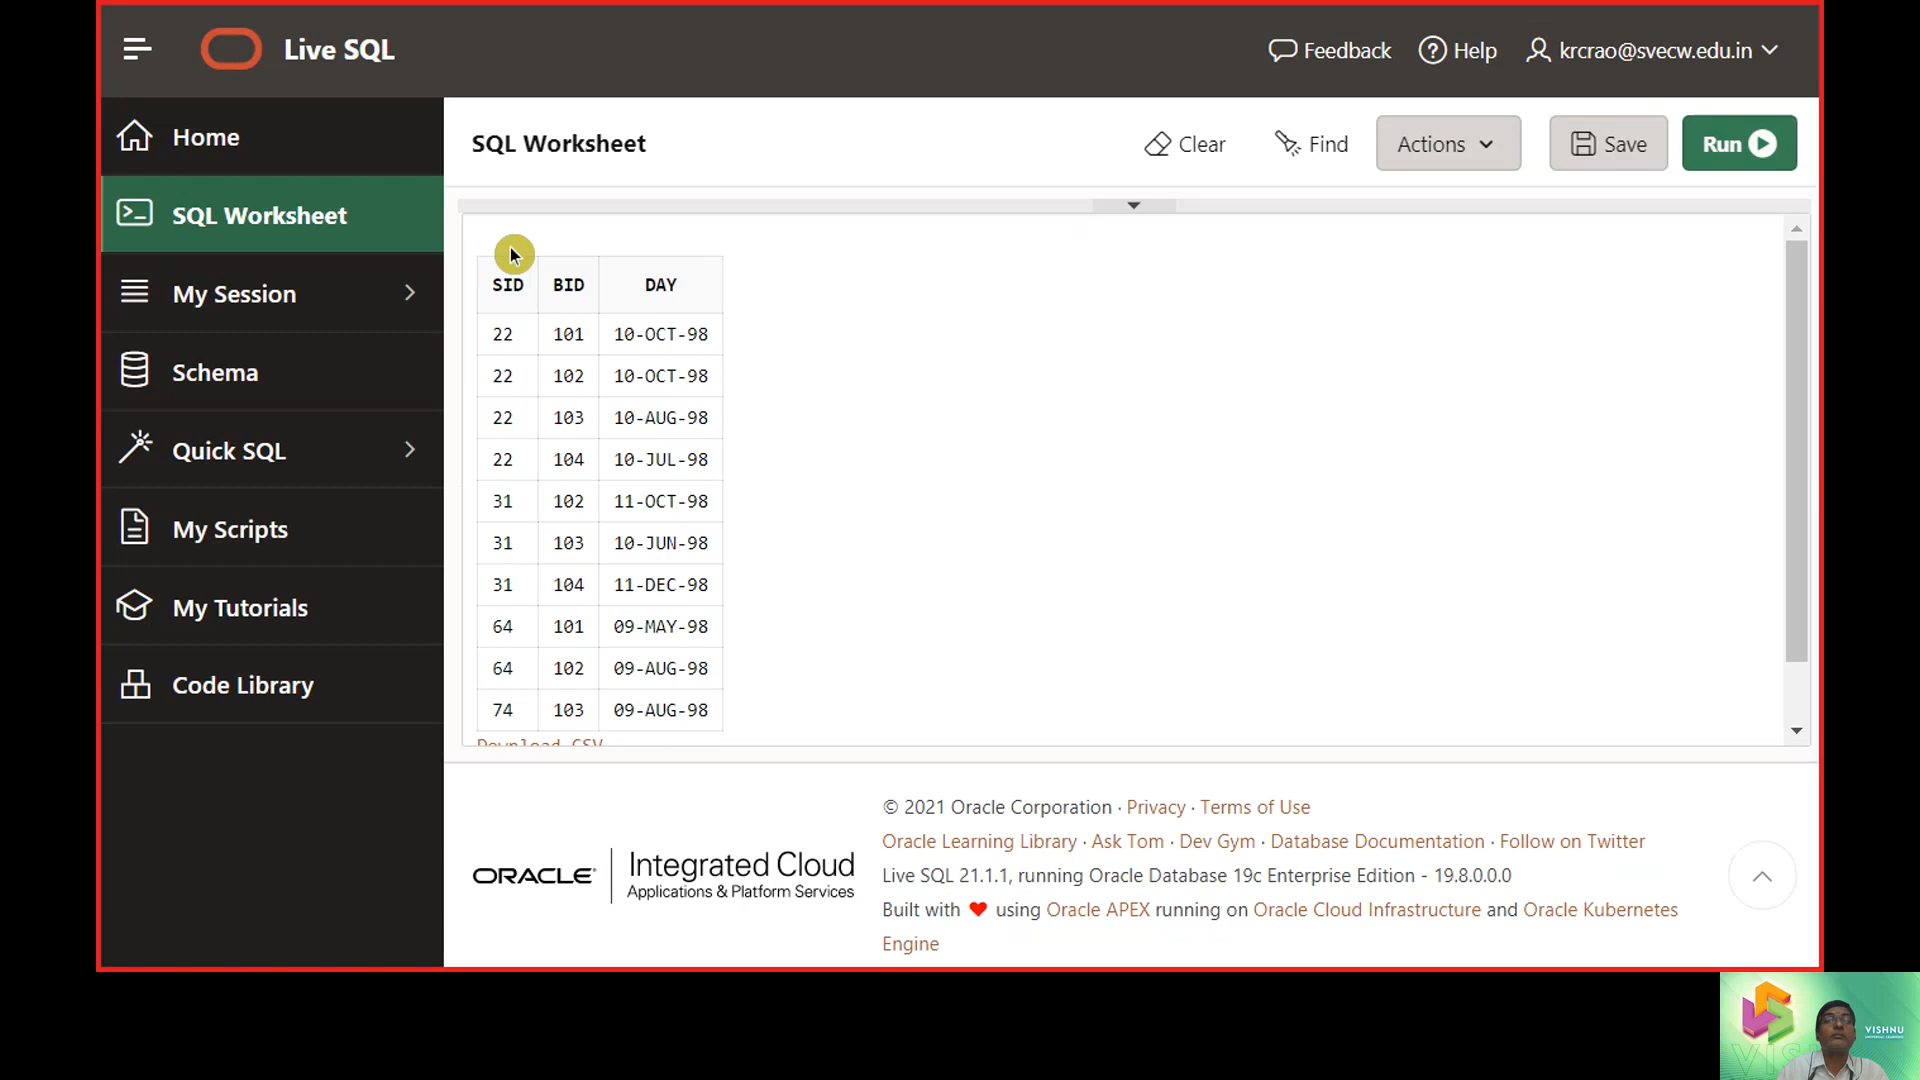 Live SQL
Feedback
Help
krcrao@svecw.edu.in
Home
SQL Worksheet
My Session
Schema
Quick SQL
My Scripts
My Tutorials
Code Library
SQL Worksheet
Clear
Find
Actions
Save
Run
SID BID DAY
22 101 10-OCT-98
22 102 10-OCT-98
22 103 10-AUG-98
22 104 10-JUL-98
31 102 11-OCT-98
31 103 10-JUN-98
31 104 11-DEC-98
64 101 09-MAY-98
64 102 09-AUG-98
74 103 09-AUG-98
Download CSV
ORACLE
Integrated Cloud
Applications & Platform Services
© 2021 Oracle Corporation · Privacy · Terms of Use
Oracle Learning Library · Ask Tom · Dev Gym · Database Documentation · Follow on Twitter
Live SQL 21.1.1, running Oracle Database 19c Enterprise Edition - 19.8.0.0.0
Built with ❤ using Oracle APEX running on Oracle Cloud Infrastructure and Oracle Kubernetes
Engine
VISHNU
UNIVERSAL LEARNING